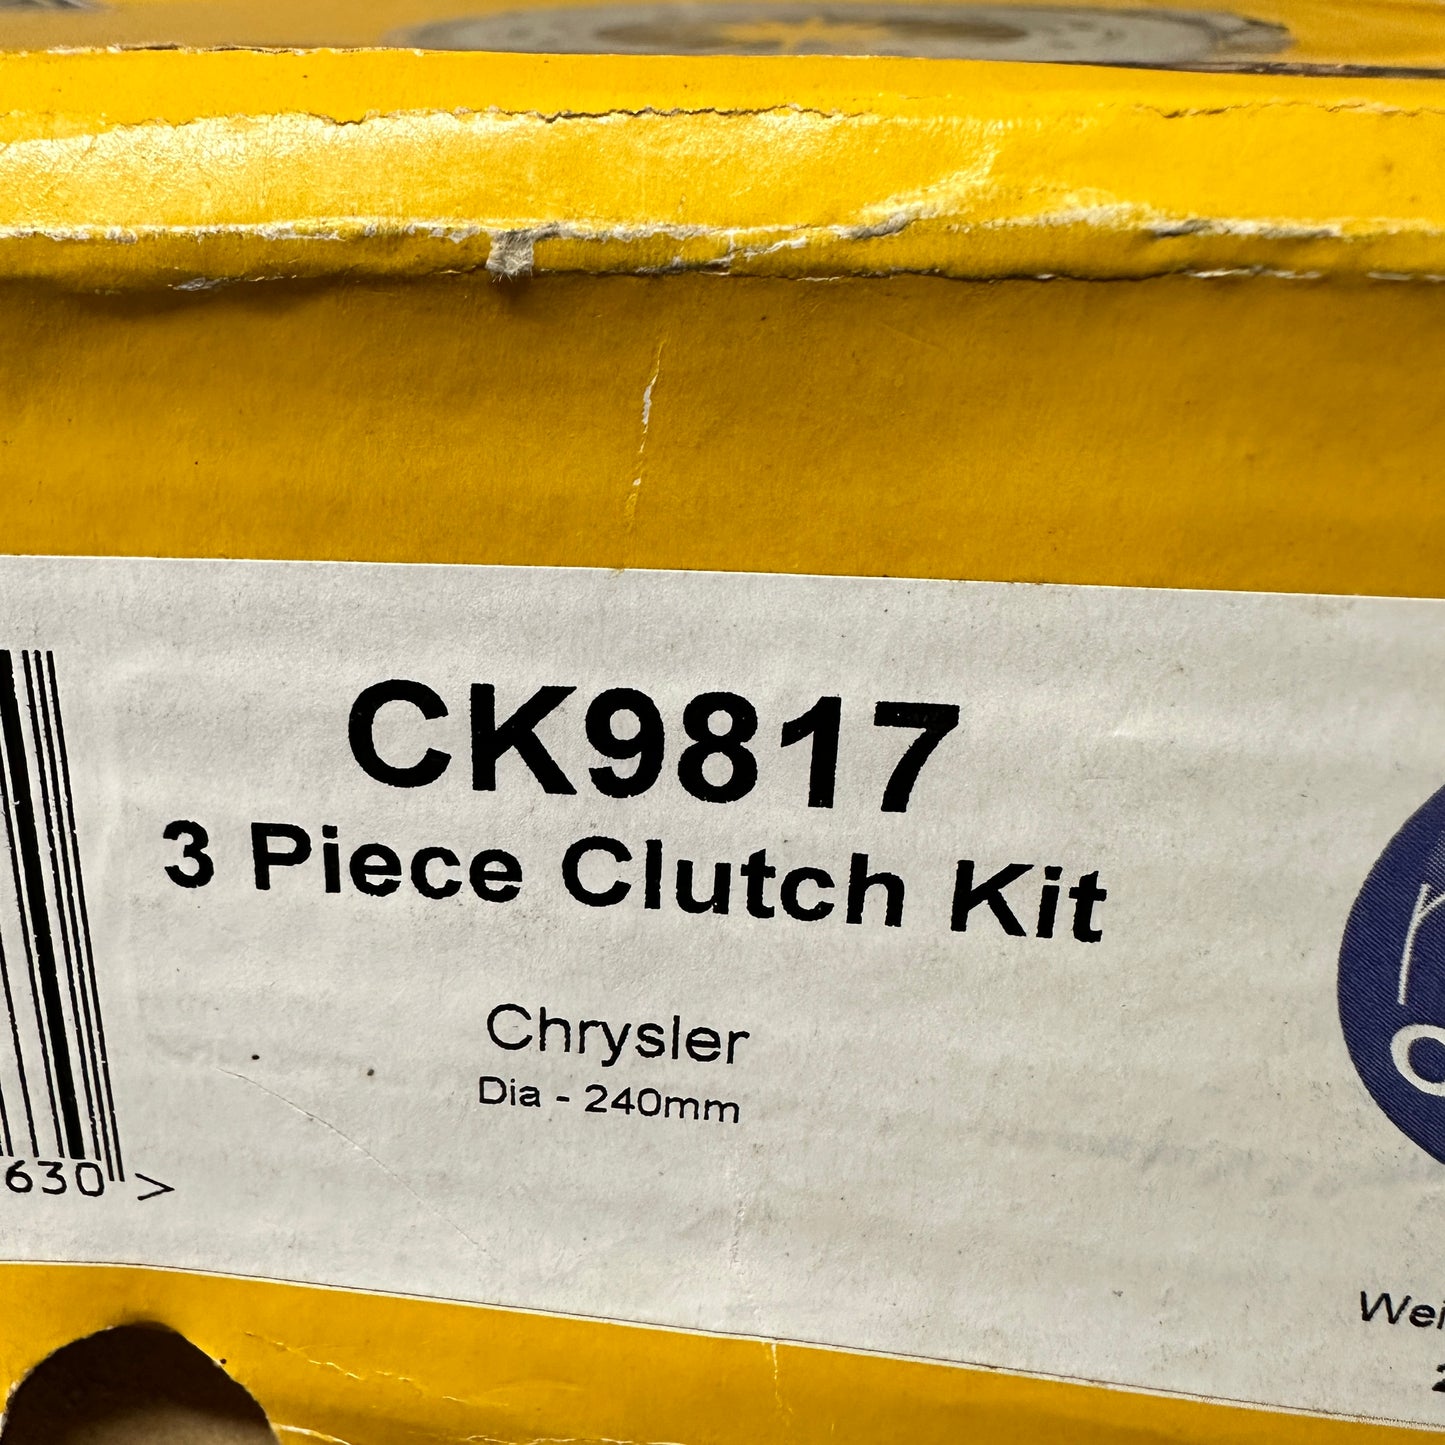 CK9817
3 Piece Clutch Kit
Chrysler
Dia - 240mm
630 >